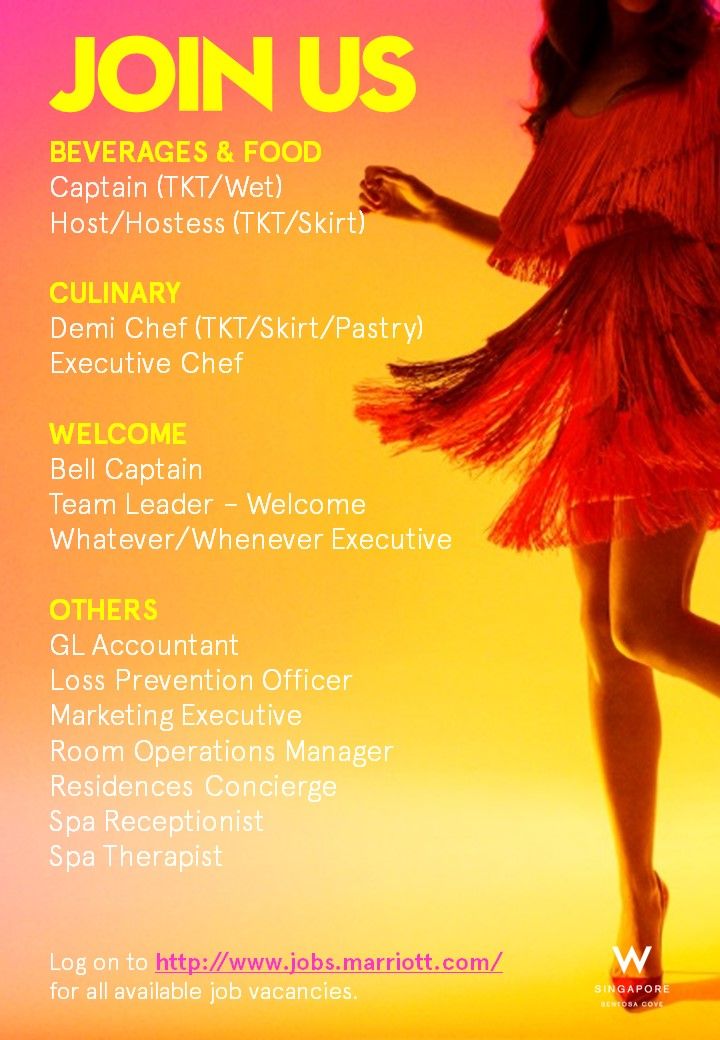 JOIN US
BEVERAGES & FOOD
Captain (TKT/Wet)
Host/Hostess (TKT/Skirt)
CULINARY
Demi Chef (TKT/Skirt/Pastry)
Executive Chef
WELCOME
Bell Captain
Team Leader – Welcome
Whatever/Whenever Executive
OTHERS
GL Accountant
Loss Prevention Officer
Marketing Executive
Room Operations Manager
Residences Concierge
Spa Receptionist
Spa Therapist
Log on to http://www.jobs.marriott.com/
for all available job vacancies.
W
SINGAPORE
SENTOSA COVE